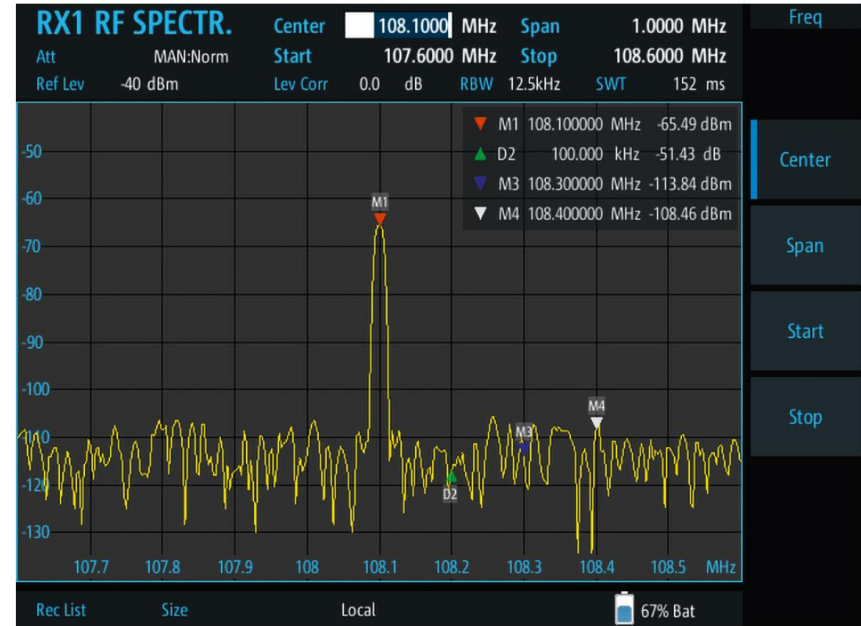 RX1 RF SPECTR. Center 108.1000 MHz Span 1.0000 MHz Freq
Att MAN:Norm Start 107.6000 MHz Stop 108.6000 MHz
Ref Lev -40 dBm Lev Corr 0.0 dB RBW 12.5kHz SWT 152 ms
M1 108.100000 MHz -65.49 dBm
D2 100.000 kHz -51.43 dB
M3 108.300000 MHz -113.84 dBm
M4 108.400000 MHz -108.46 dBm
-50
-60
-70
-80
-90
-100
-110
-120
-130
M1
M4
M3
D2
107.7 107.8 107.9 108 108.1 108.2 108.3 108.4 108.5 MHz
Center
Span
Start
Stop
Rec List Size Local 67% Bat